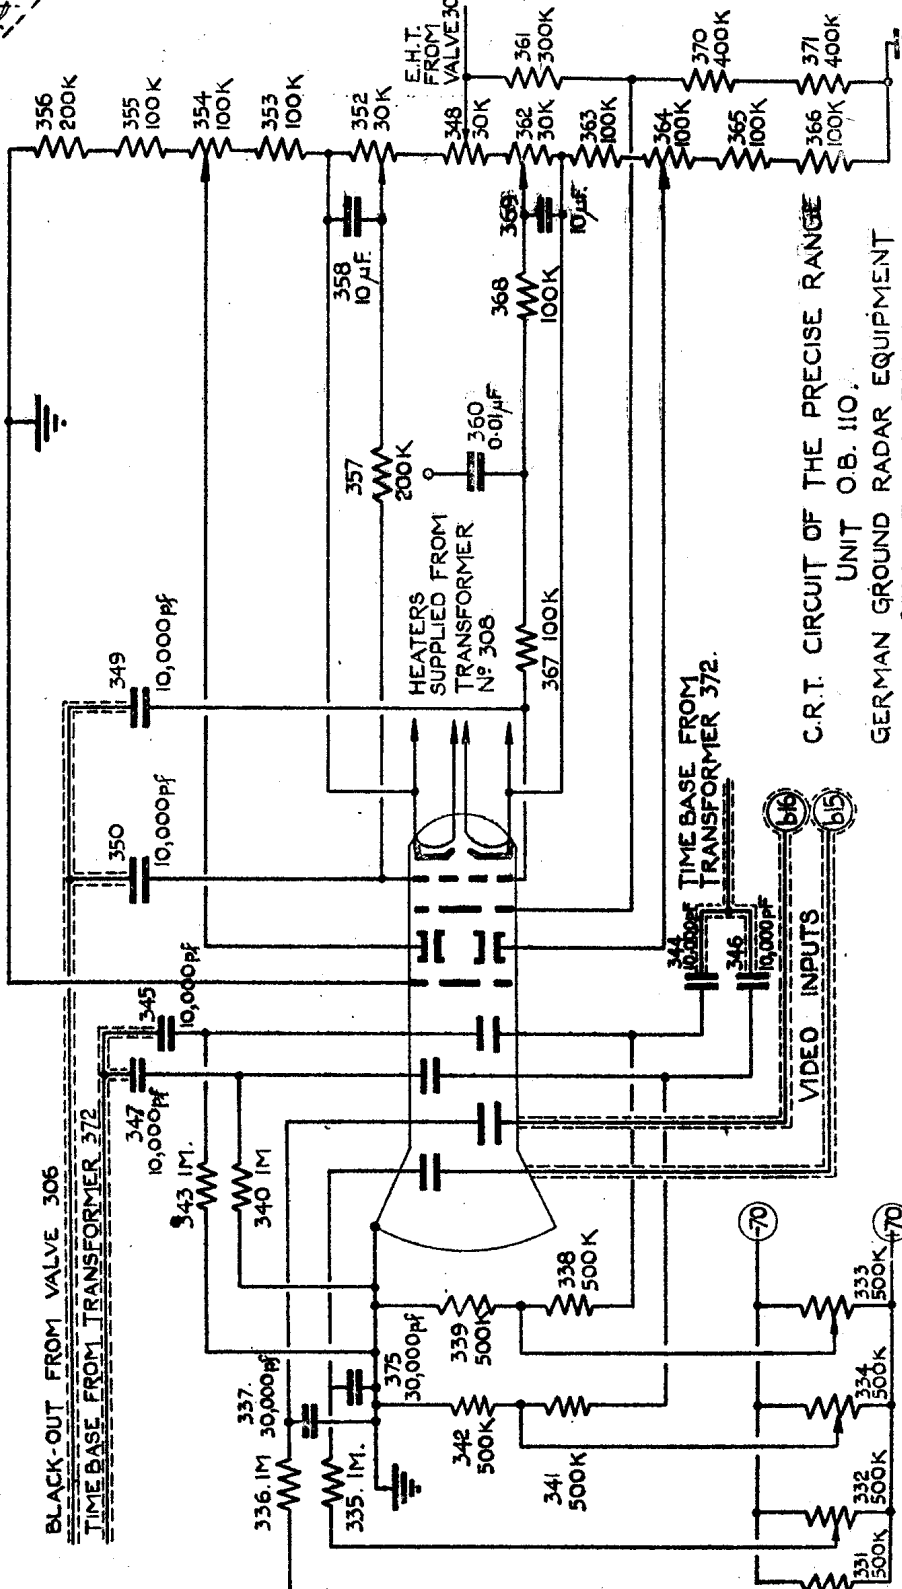 356
200K
355
100K
354
100K
353
100K
352
30K
348
30K
E.H.T.
FROM
VALVE 30
361
300K
362
30K
363
100K
364
100K
365
100K
366
100K
370
400K
371
400K
358
10 µF
369
10 µF
368
100K
360
0.01 µF
357
200K
367 100K
HEATERS
SUPPLIED FROM
TRANSFORMER
Nº 308
349
10,000pf
350
10,000pf
345
10,000pf
347
10,000pf
BLACK-OUT FROM VALVE 306
TIME BASE FROM TRANSFORMER 372
343 1M.
340 1M
TIME BASE FROM
TRANSFORMER 372.
344
10,000pF
346
10,000pF
b16
b15
VIDEO INPUTS
C.R.T. CIRCUIT OF THE PRECISE RANGE
UNIT O.B. 110.
GERMAN GROUND RADAR EQUIPMENT
337.
30,000pf
375
30,000pf
336. 1M
335. 1M.
339
500K
338
500K
342
500K
341
500K
-70
+70
333
500K
334
500K
332
500K
331
500K